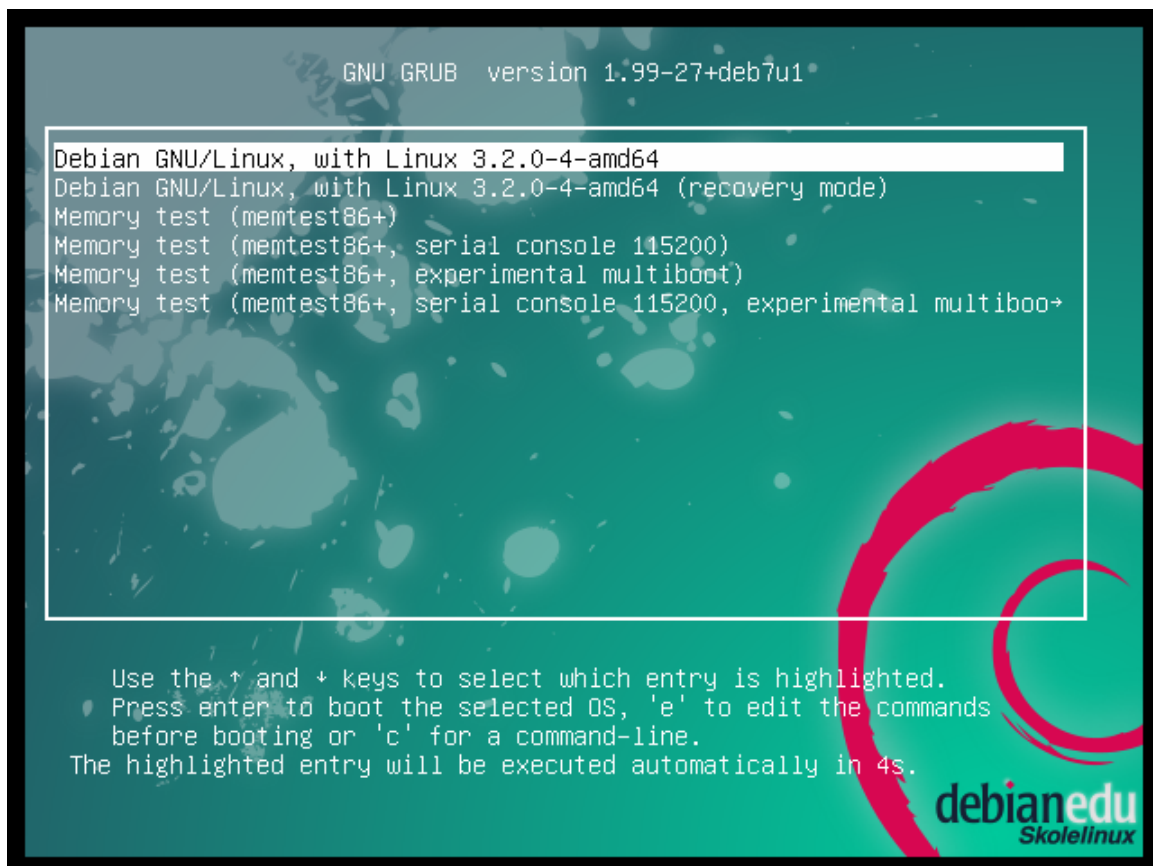 GNU GRUB  version 1.99-27+deb7u1
Debian GNU/Linux, with Linux 3.2.0-4-amd64
Debian GNU/Linux, with Linux 3.2.0-4-amd64 (recovery mode)
Memory test (memtest86+)
Memory test (memtest86+, serial console 115200)
Memory test (memtest86+, experimental multiboot)
Memory test (memtest86+, serial console 115200, experimental multiboo→
Use the ↑ and ↓ keys to select which entry is highlighted.
Press enter to boot the selected OS, 'e' to edit the commands
before booting or 'c' for a command-line.
The highlighted entry will be executed automatically in 4s.
debianedu
Skolelinux